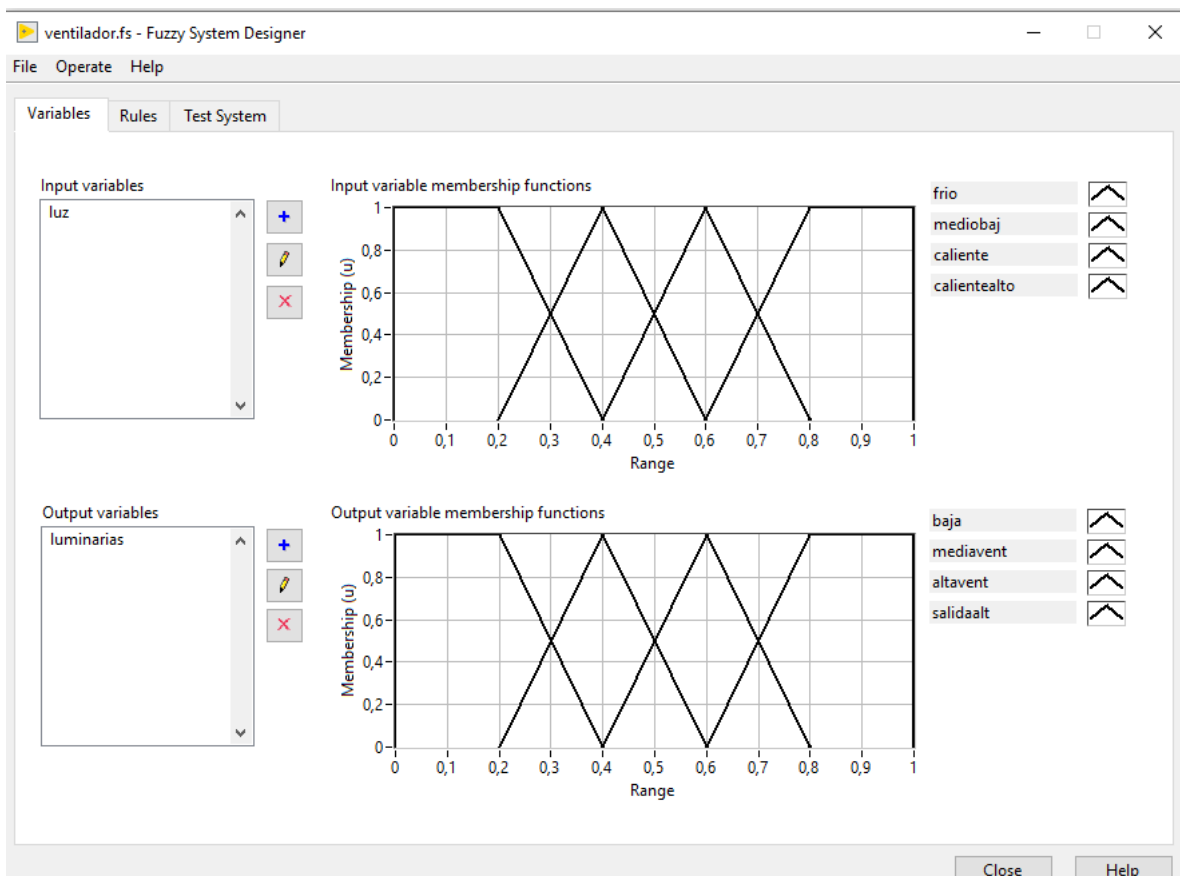 ventilador.fs - Fuzzy System Designer
File Operate Help
Variables Rules Test System
Input variables
luz
Input variable membership functions
Membership (u)
1
0,8
0,6
0,4
0,2
0
0 0,1 0,2 0,3 0,4 0,5 0,6 0,7 0,8 0,9 1
Range
frio
mediobaj
caliente
calientealto
Output variables
luminarias
Output variable membership functions
Membership (u)
1
0,8
0,6
0,4
0,2
0
0 0,1 0,2 0,3 0,4 0,5 0,6 0,7 0,8 0,9 1
Range
baja
mediavent
altavent
salidaalt
Close Help